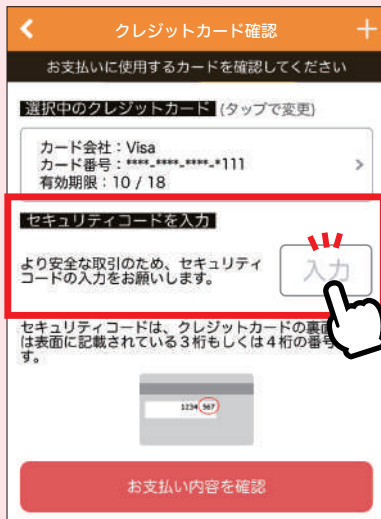 クレジットカード確認
お支払いに使用するカードを確認してください
選択中のクレジットカード (タップで変更)
カード会社：Visa
カード番号：****-****-****-*111
有効期限：10 / 18
セキュリティコードを入力
より安全な取引のため、セキュリティ
コードの入力をお願いします。
入力
セキュリティコードは、クレジットカードの裏面
は表面に記載されている3桁もしくは4桁の番号
す。
1234 567
お支払い内容を確認